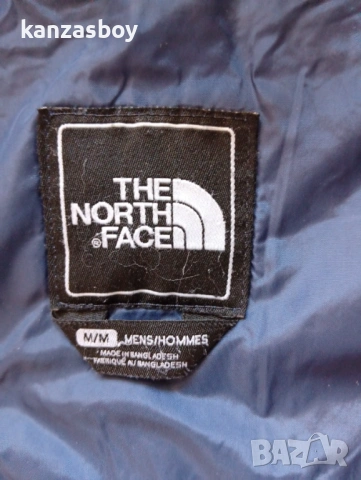 kanzasboy
THE
NORTH
FACE
®
M/M MENS/HOMMES
MADE IN BANGLADESH
FABRIQUÉ AU BANGLADESH
bazar